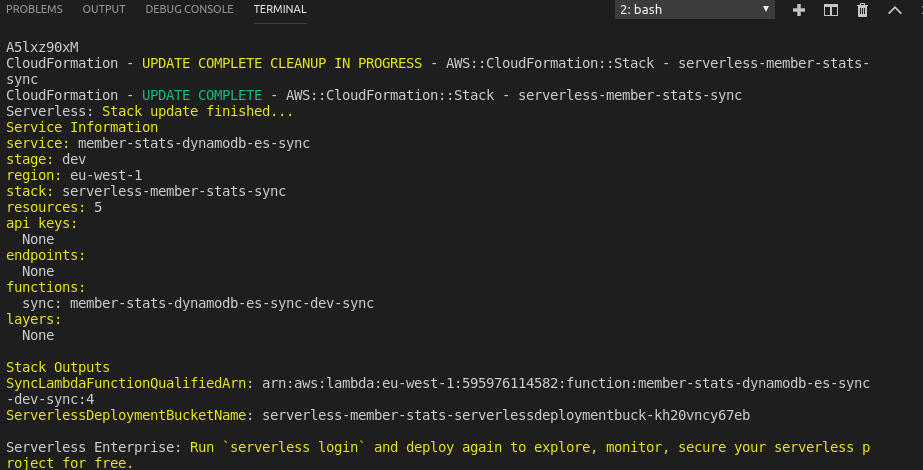 PROBLEMS OUTPUT DEBUG CONSOLE TERMINAL 2: bash
A5lxz90xM
CloudFormation - UPDATE COMPLETE CLEANUP IN PROGRESS - AWS::CloudFormation::Stack - serverless-member-stats-
sync
CloudFormation - UPDATE COMPLETE - AWS::CloudFormation::Stack - serverless-member-stats-sync
Serverless: Stack update finished...
Service Information
service: member-stats-dynamodb-es-sync
stage: dev
region: eu-west-1
stack: serverless-member-stats-sync
resources: 5
api keys:
  None
endpoints:
  None
functions:
  sync: member-stats-dynamodb-es-sync-dev-sync
layers:
  None
Stack Outputs
SyncLambdaFunctionQualifiedArn: arn:aws:lambda:eu-west-1:595976114582:function:member-stats-dynamodb-es-sync
-dev-sync:4
ServerlessDeploymentBucketName: serverless-member-stats-serverlessdeploymentbuck-kh20vncy67eb
Serverless Enterprise: Run `serverless login` and deploy again to explore, monitor, secure your serverless p
roject for free.